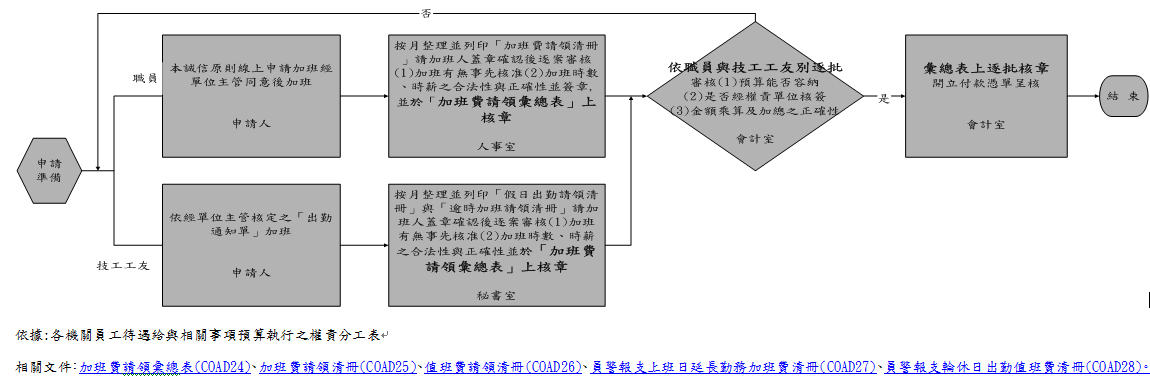 否
申請
準備
職員
本誠信原則線上申請加班經
單位主管同意後加班
申請人
按月整理並列印「加班費請領清冊
」請加班人蓋章確認後逐案審核
(1)加班有無事先核准(2)加班時數
、時薪之合法性與正確性並簽章，
並於「加班費請領彙總表」上
核章
人事室
技工工友
依經單位主管核定之「出勤
通知單」加班
申請人
按月整理並列印「假日出勤請領清
冊」與「逾時加班請領清冊」請加
班人蓋章確認後逐案審核(1)加班
有無事先核准(2)加班時數、時薪
之合法性與正確性並於「加班費
請領彙總表」上核章
秘書室
依職員與技工工友別逐批
審核(1)預算能否容納
(2)是否經權責單位核簽
(3)金額乘算及加總之正確性
會計室
是
彙總表上逐批核章
開立付款憑單呈核
會計室
結 束
依據:各機關員工待遇給與相關事項預算執行之權責分工表
相關文件:加班費請領彙總表(COAD24)、加班費請領清冊(COAD25)、值班費請領清冊(COAD26)、員警報支上班日延長勤務加班費清冊(COAD27)、員警報支輪休日出勤值班費清冊(COAD28)。